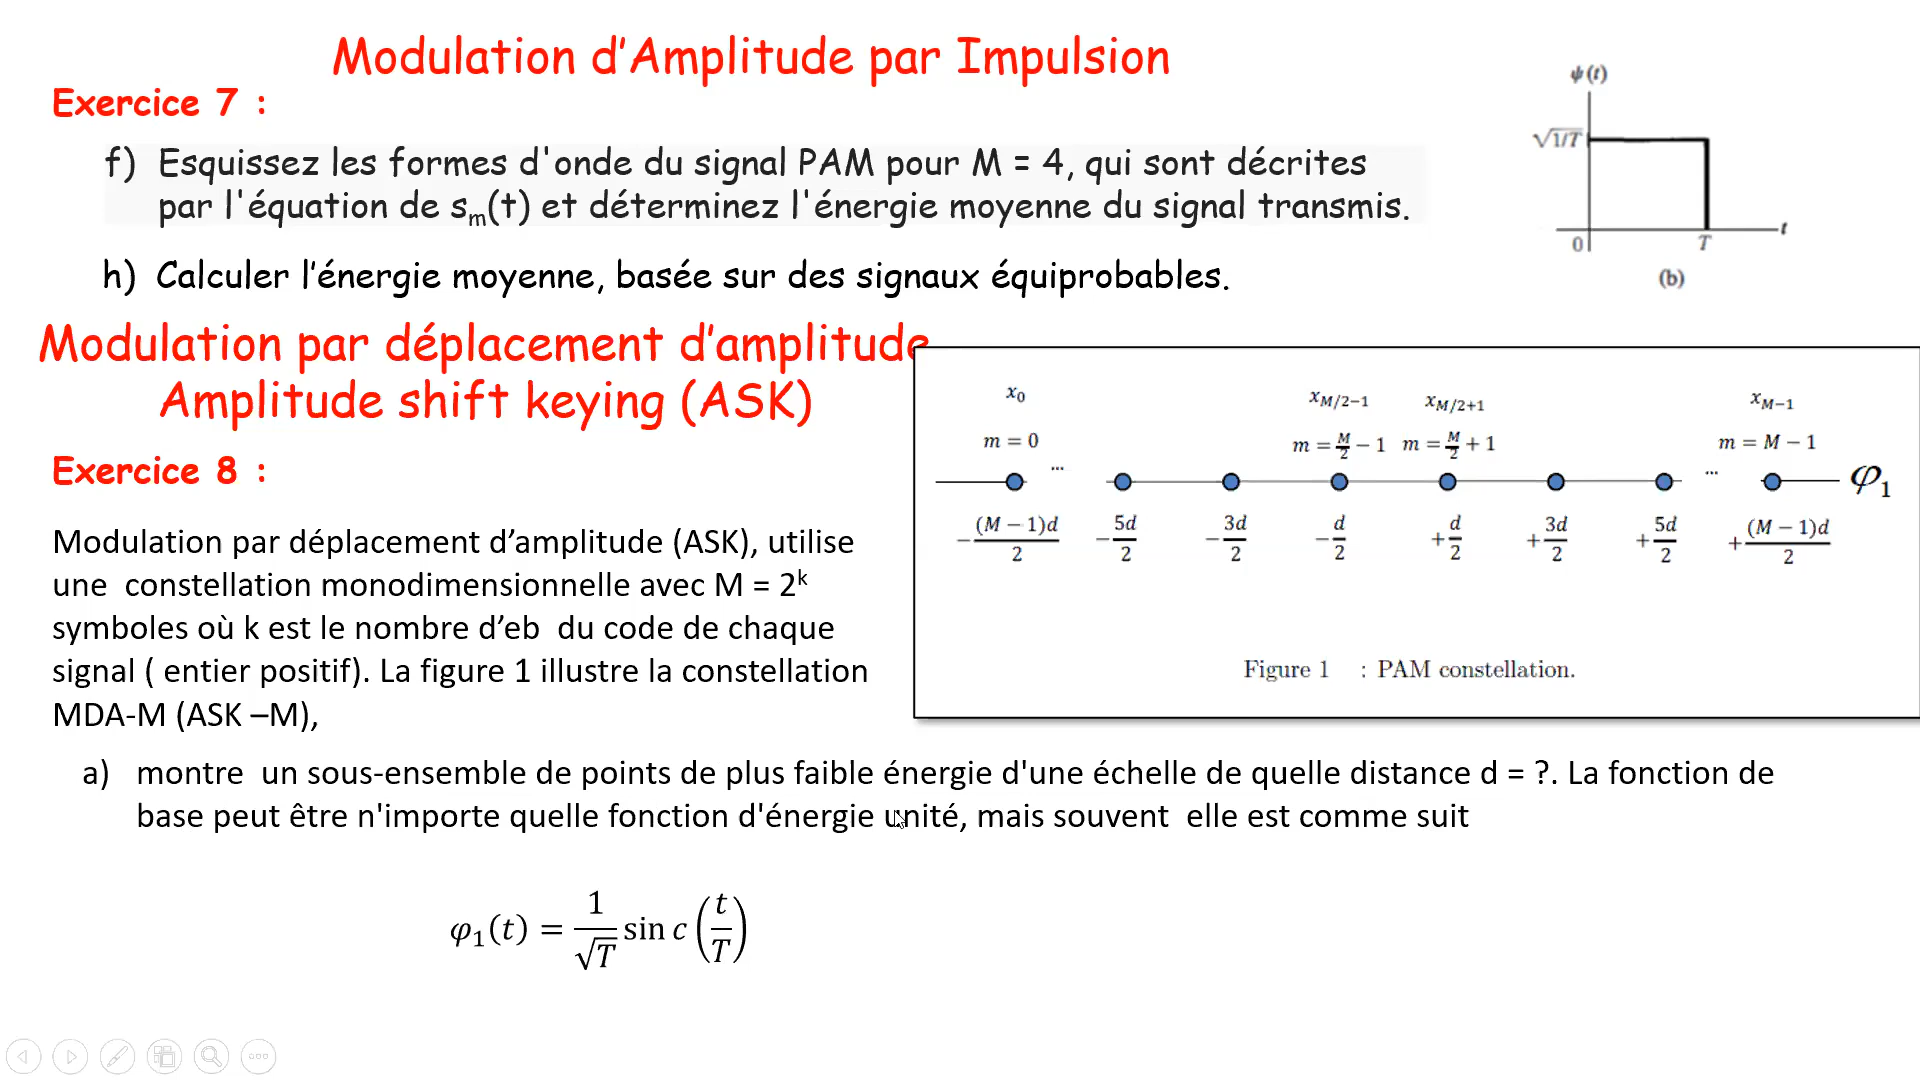 Modulation d'Amplitude par Impulsion
Exercice 7 :
f) Esquissez les formes d'onde du signal PAM pour M = 4, qui sont décrites
par l'équation de sₘ(t) et déterminez l'énergie moyenne du signal transmis.
h) Calculer l'énergie moyenne, basée sur des signaux équiprobables.
ψ(t)
√1/T
0
T
t
(b)
Modulation par déplacement d'amplitude
Amplitude shift keying (ASK)
Exercice 8 :
Modulation par déplacement d'amplitude (ASK), utilise
une constellation monodimensionnelle avec M = 2ᵏ
symboles où k est le nombre d'eb du code de chaque
signal ( entier positif). La figure 1 illustre la constellation
MDA-M (ASK –M),
x₀ x_{M/2−1} x_{M/2+1} x_{M−1}
m = 0 m = M/2 − 1 m = M/2 + 1 m = M − 1
... ... φ₁
−(M − 1)d/2 −5d/2 −3d/2 −d/2 +d/2 +3d/2 +5d/2 +(M − 1)d/2
Figure 1 : PAM constellation.
a) montre un sous-ensemble de points de plus faible énergie d'une échelle de quelle distance d = ?. La fonction de
base peut être n'importe quelle fonction d'énergie unité, mais souvent elle est comme suit
φ₁(t) = 1/√T sin c (t/T)